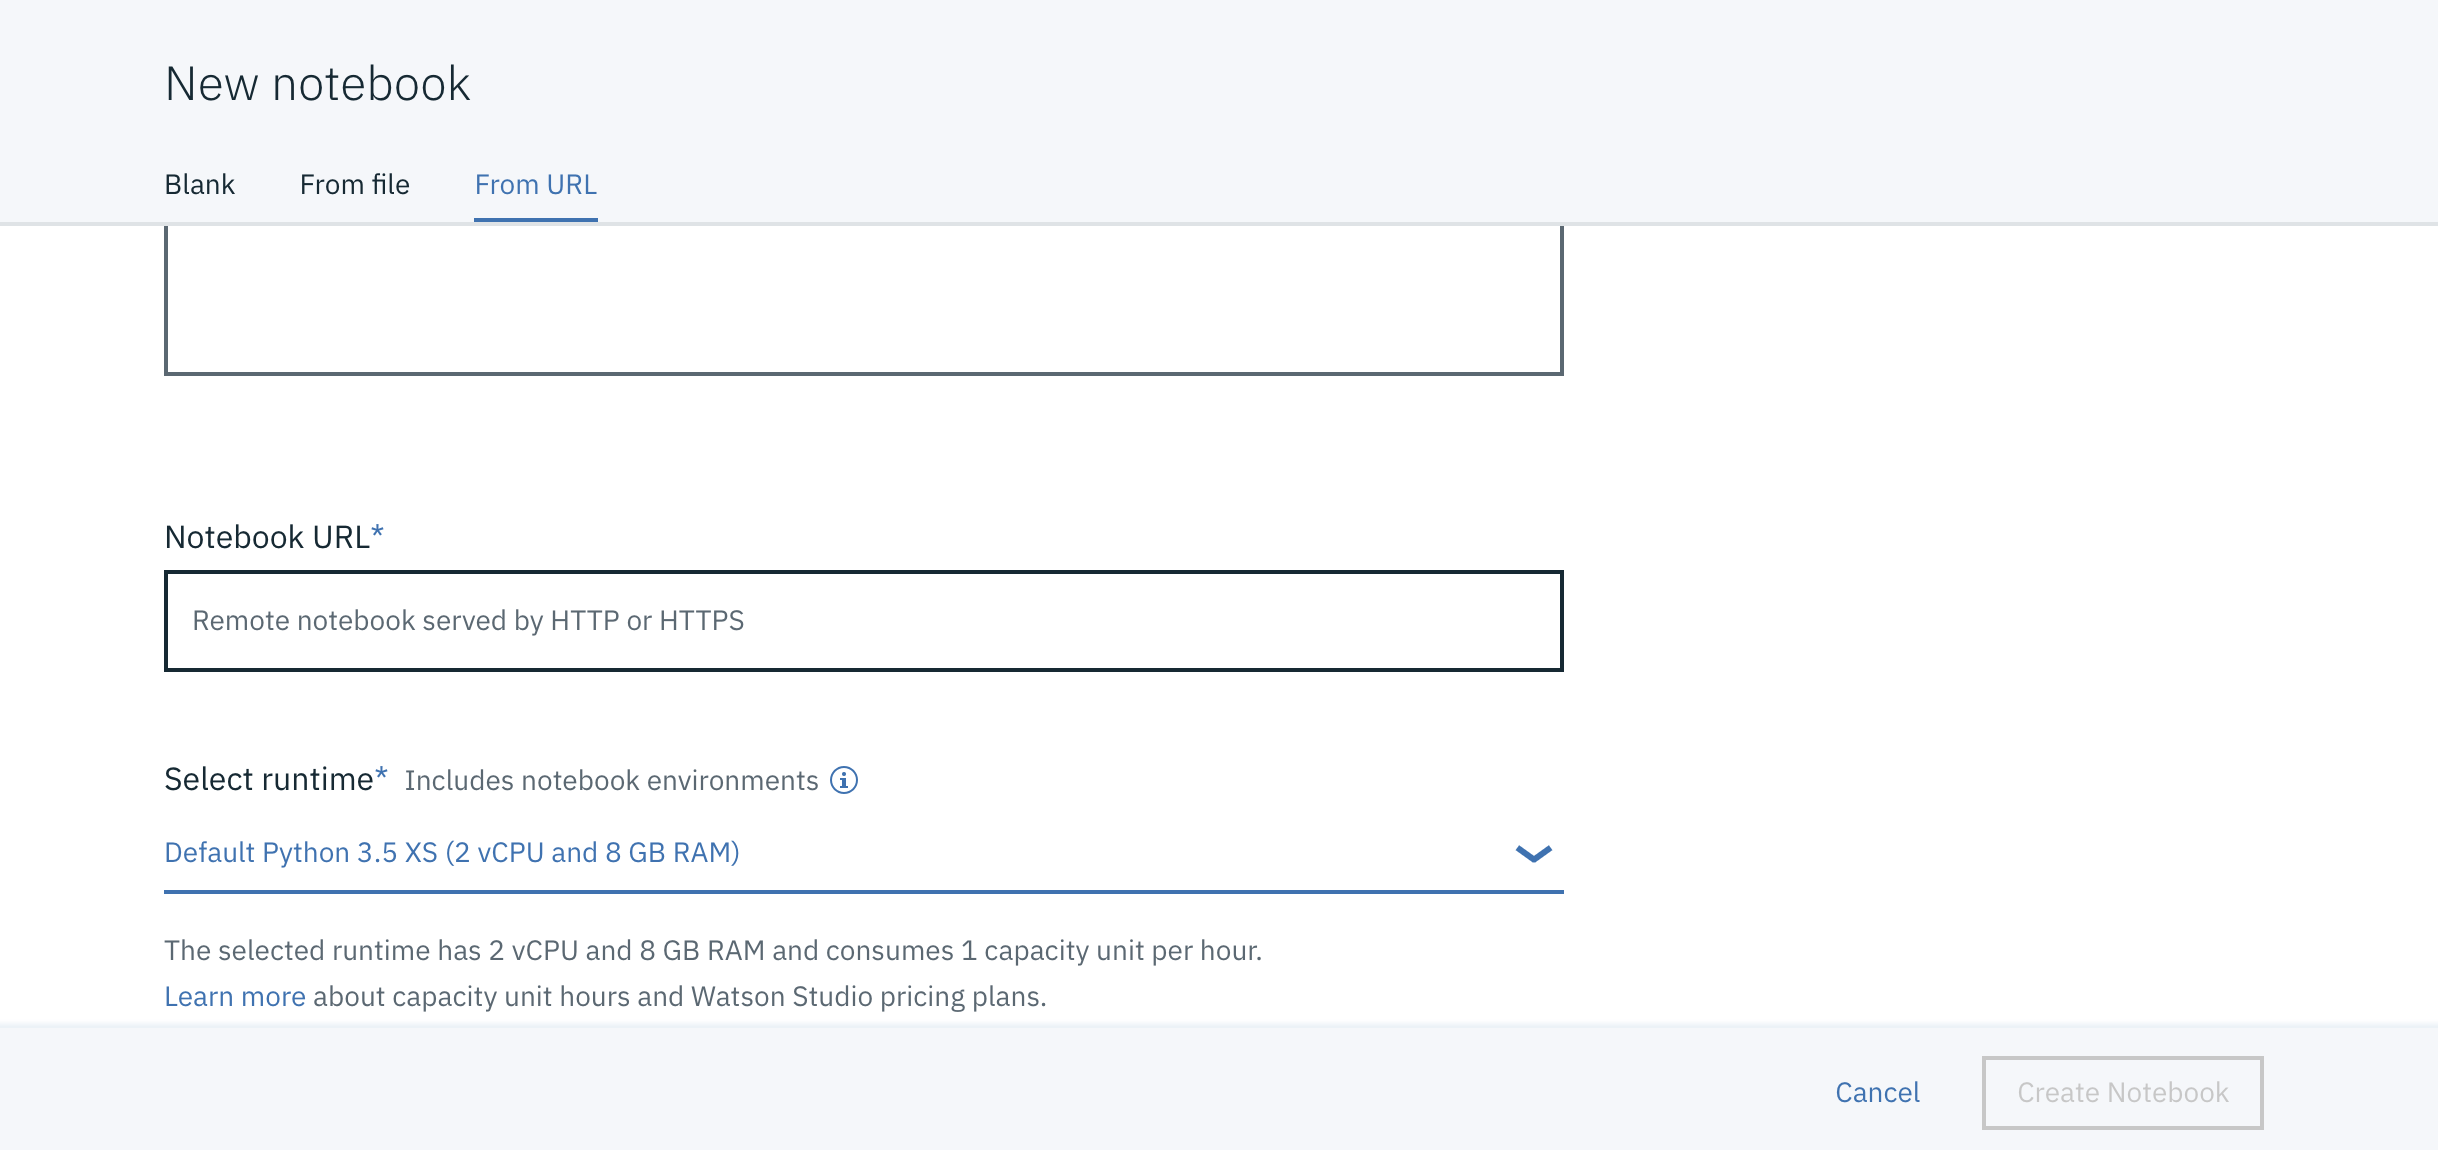 New notebook
Blank From file From URL
Notebook URL*
Remote notebook served by HTTP or HTTPS
Select runtime* Includes notebook environments
Default Python 3.5 XS (2 vCPU and 8 GB RAM)
The selected runtime has 2 vCPU and 8 GB RAM and consumes 1 capacity unit per hour.
Learn more about capacity unit hours and Watson Studio pricing plans.
Cancel Create Notebook